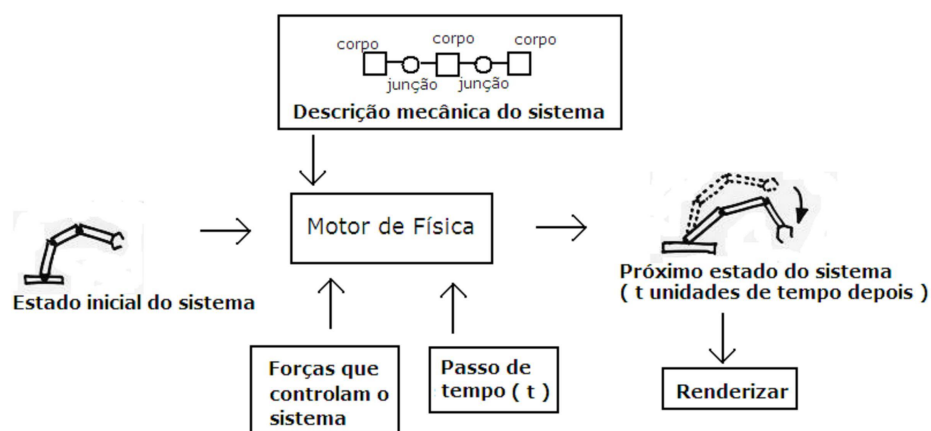 corpo
corpo
corpo
junção
junção
Descrição mecânica do sistema
Motor de Física
Estado inicial do sistema
Próximo estado do sistema
( t unidades de tempo depois )
Forças que
controlam o
sistema
Passo de
tempo ( t )
Renderizar